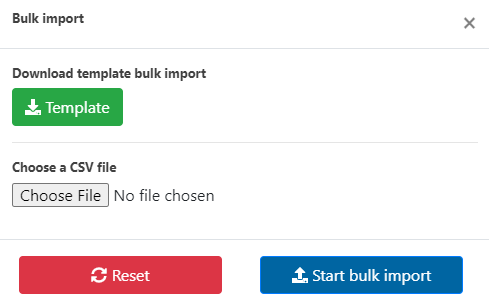 Bulk import
Download template bulk import
Template
Choose a CSV file
Choose File No file chosen
Reset Start bulk import